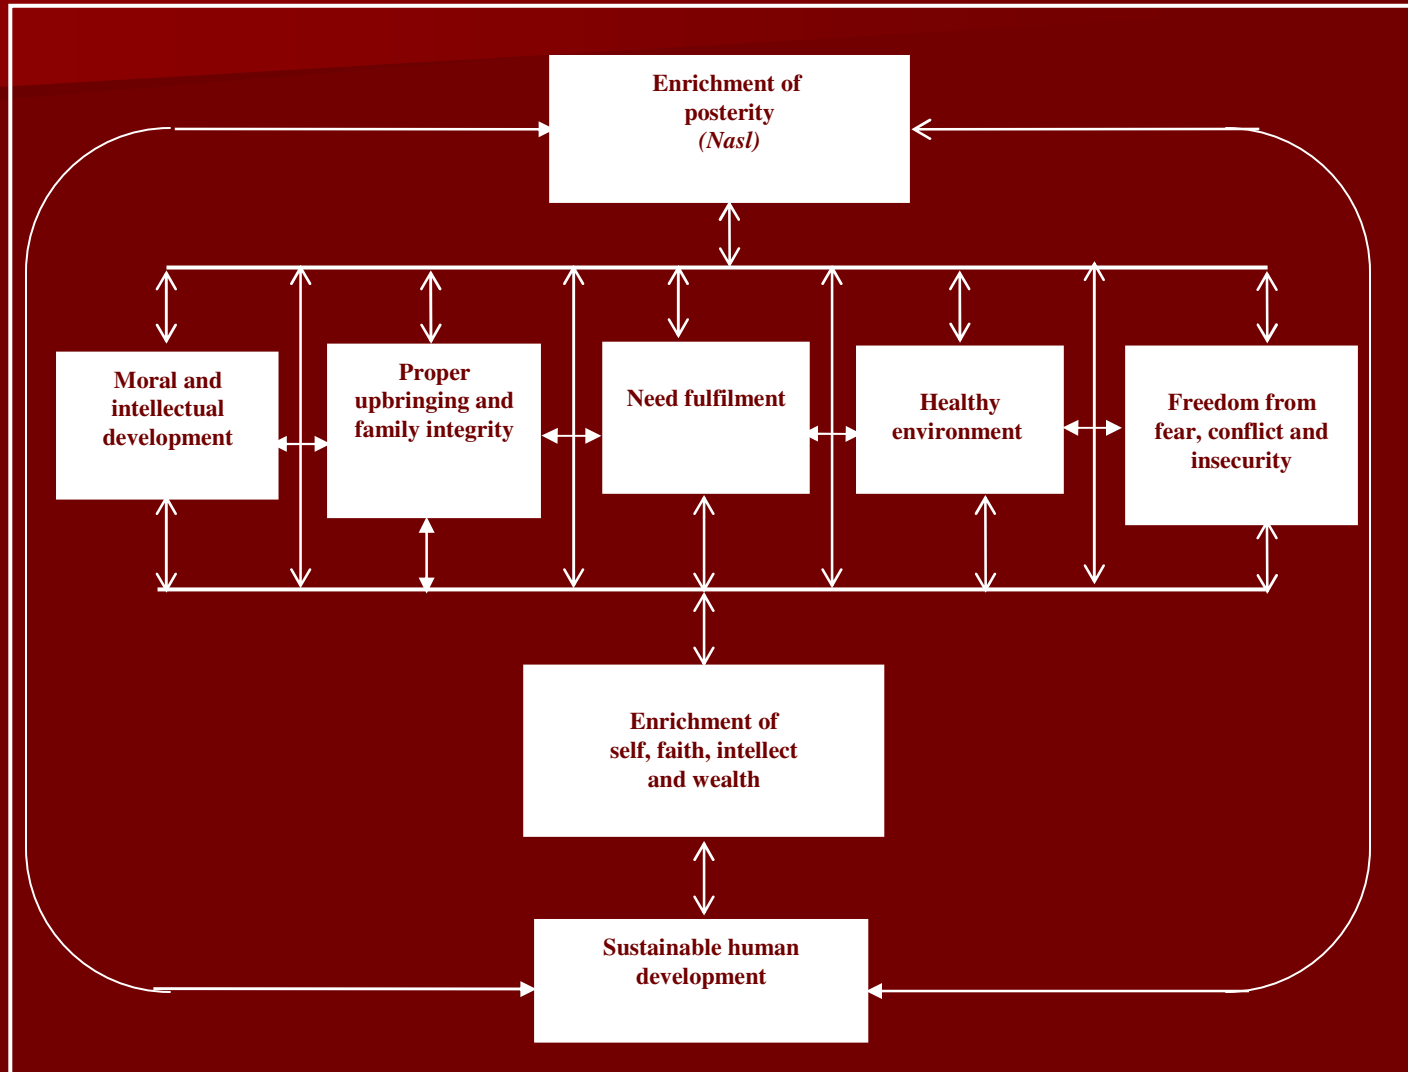 Enrichment of
posterity
(Nasl)
Moral and
intellectual
development
Proper
upbringing and
family integrity
Need fulfilment
Healthy
environment
Freedom from
fear, conflict and
insecurity
Enrichment of
self, faith, intellect
and wealth
Sustainable human
development